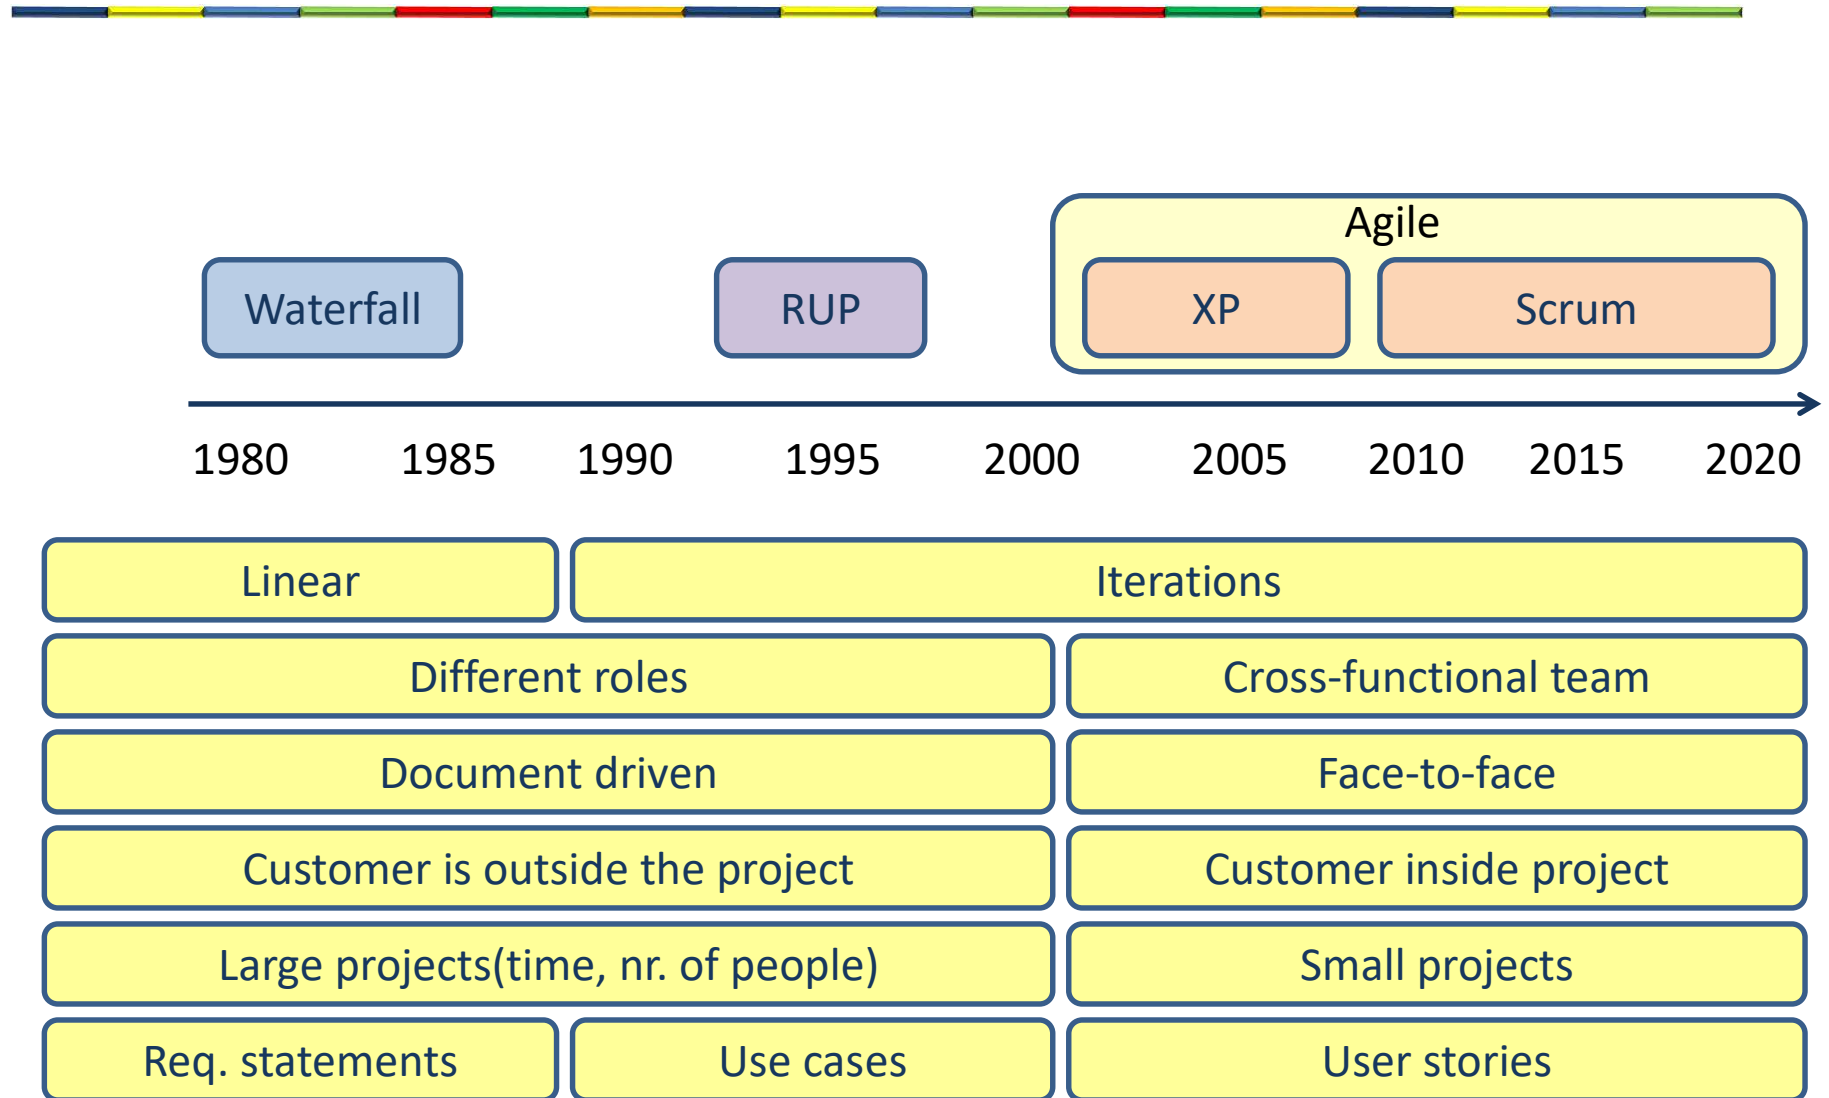 Agile
Waterfall RUP XP Scrum
1980 1985 1990 1995 2000 2005 2010 2015 2020
Linear Iterations
Different roles Cross-functional team
Document driven Face-to-face
Customer is outside the project Customer inside project
Large projects(time, nr. of people) Small projects
Req. statements Use cases User stories